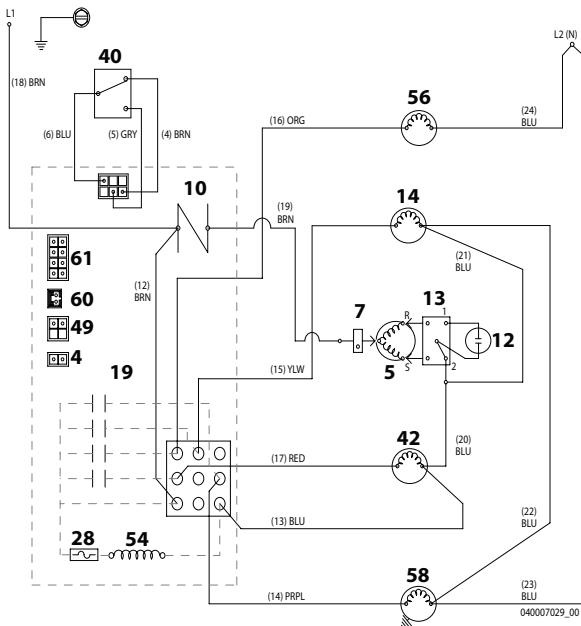 L1
L2 (N)
40
(18) BRN
56
(16) ORG
(24)
BLU
(6) BLU
(5) GRY
(4) BRN
10
14
(19)
BRN
61
(21)
BLU
(12)
BRN
7
13
R
1
60
12
49
S
2
5
4
19
(15) YLW
42
(20)
BLU
(17) RED
(13) BLU
(22)
BLU
28
54
58
(14) PRPL
(23)
BLU
040007029_00